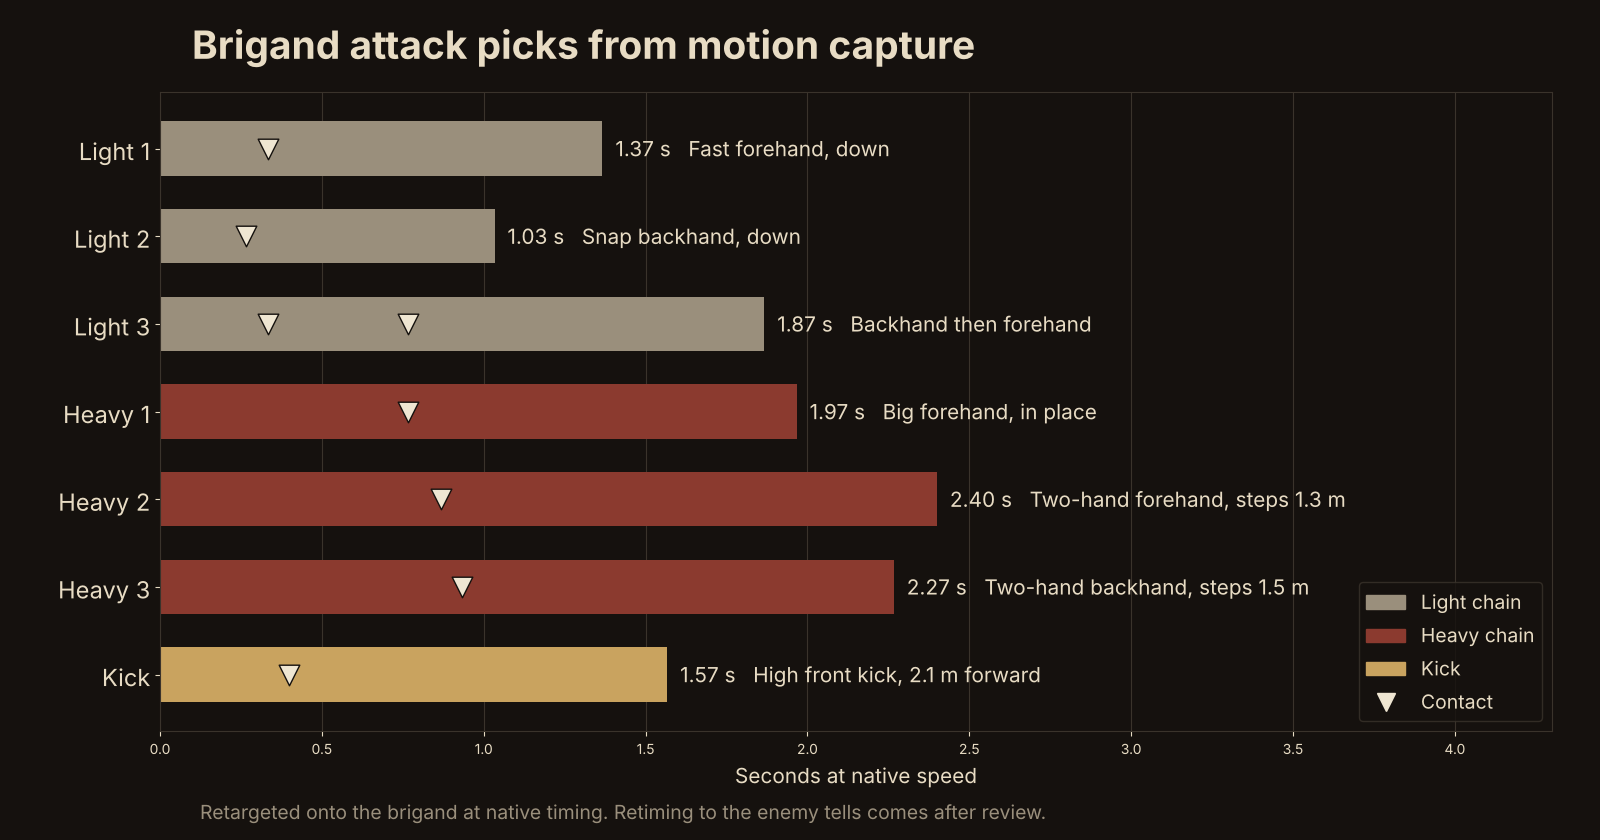 Brigand attack picks from motion capture
Light 1
1.37 s Fast forehand, down
Light 2
1.03 s Snap backhand, down
Light 3
1.87 s Backhand then forehand
Heavy 1
1.97 s Big forehand, in place
Heavy 2
2.40 s Two-hand forehand, steps 1.3 m
Heavy 3
2.27 s Two-hand backhand, steps 1.5 m
Kick
1.57 s High front kick, 2.1 m forward
Light chain
Heavy chain
Kick
Contact
0.0 0.5 1.0 1.5 2.0 2.5 3.0 3.5 4.0
Seconds at native speed
Retargeted onto the brigand at native timing. Retiming to the enemy tells comes after review.